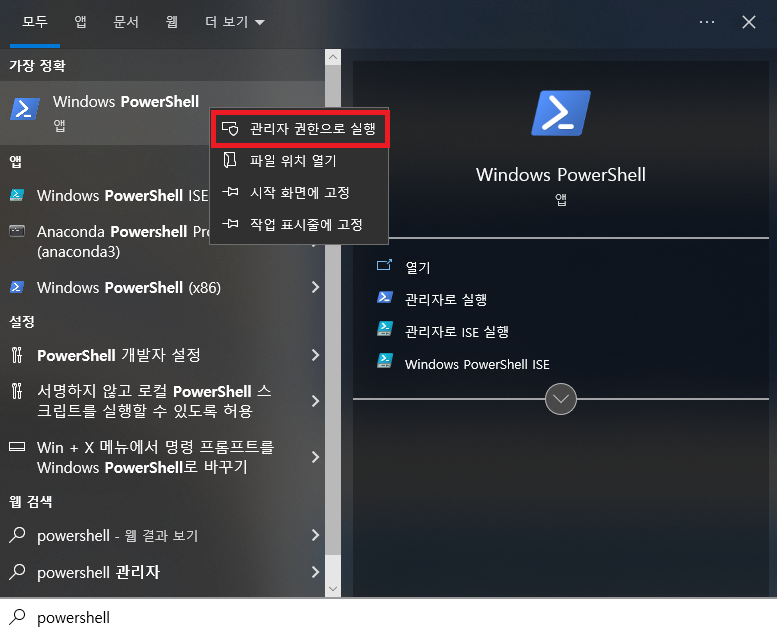 모두 앱 문서 웹 더 보기
가장 정확
Windows PowerShell
앱
관리자 권한으로 실행
파일 위치 열기
시작 화면에 고정
작업 표시줄에 고정
앱
Windows PowerShell ISE
Anaconda Powershell
(anaconda3)
Windows PowerShell (x86)
설정
PowerShell 개발자 설정
서명하지 않고 로컬 PowerShell 스
크립트를 실행할 수 있도록 허용
Win + X 메뉴에서 명령 프롬프트를
Windows PowerShell로 바꾸기
웹 검색
powershell - 웹 결과 보기
powershell 관리자
powershell
Windows PowerShell
앱
열기
관리자로 실행
관리자로 ISE 실행
Windows PowerShell ISE